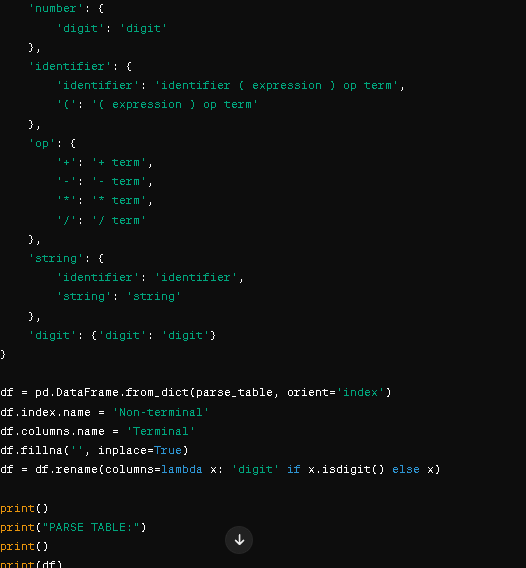 'number': {
        'digit': 'digit'
    },
    'identifier': {
        'identifier': 'identifier ( expression ) op term',
        '(': '( expression ) op term'
    },
    'op': {
        '+': '+ term',
        '-': '- term',
        '*': '* term',
        '/': '/ term'
    },
    'string': {
        'identifier': 'identifier',
        'string': 'string'
    },
    'digit': {'digit': 'digit'}
}

df = pd.DataFrame.from_dict(parse_table, orient='index')
df.index.name = 'Non-terminal'
df.columns.name = 'Terminal'
df.fillna('', inplace=True)
df = df.rename(columns=lambda x: 'digit' if x.isdigit() else x)

print()
print("PARSE TABLE:")
print()
print(df)